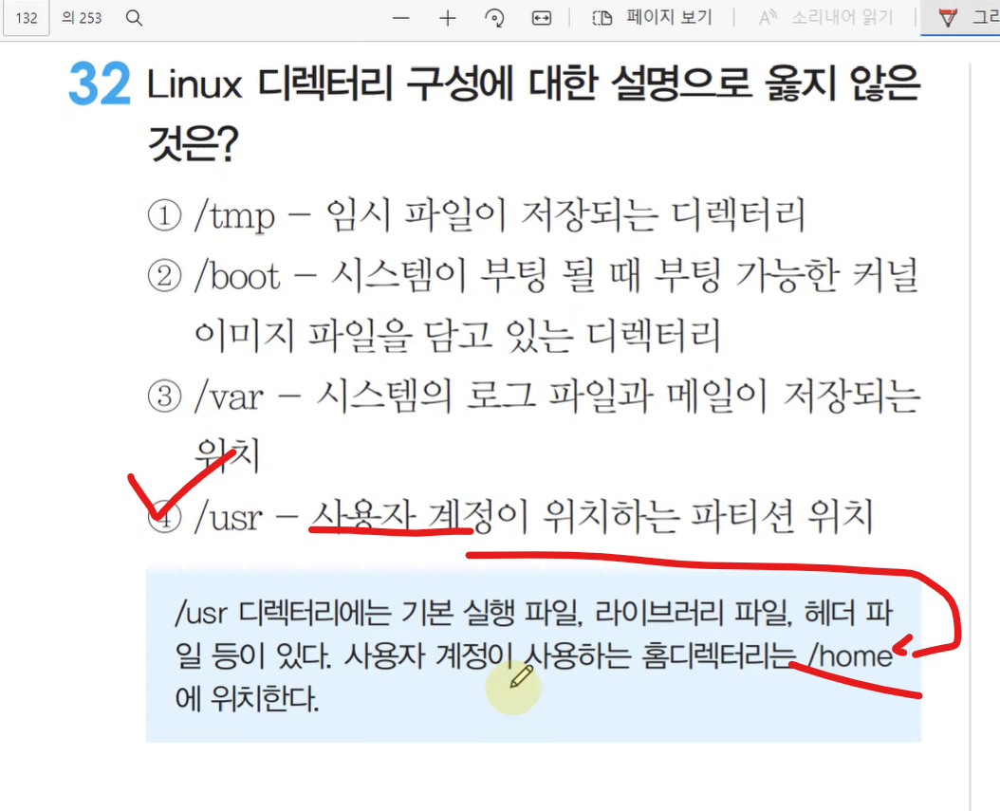 132 의 253 페이지 보기 소리내어 읽기 그리
32 Linux 디렉터리 구성에 대한 설명으로 옳지 않은
것은?
① /tmp – 임시 파일이 저장되는 디렉터리
② /boot – 시스템이 부팅 될 때 부팅 가능한 커널
이미지 파일을 담고 있는 디렉터리
③ /var – 시스템의 로그 파일과 메일이 저장되는
위치
④ /usr – 사용자 계정이 위치하는 파티션 위치
/usr 디렉터리에는 기본 실행 파일, 라이브러리 파일, 헤더 파
일 등이 있다. 사용자 계정이 사용하는 홈디렉터리는 /home
에 위치한다.